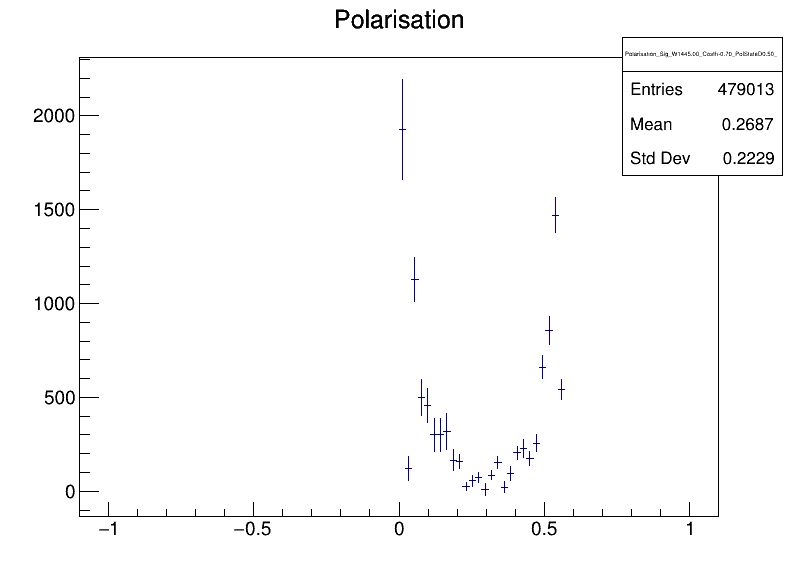 Polarisation
Polarisation_Sig_W1445.00_Costh-0.70_PolStateD0.50_
Entries 479013
Mean 0.2687
Std Dev 0.2229
2000
1500
1000
500
0
−1 −0.5 0 0.5 1